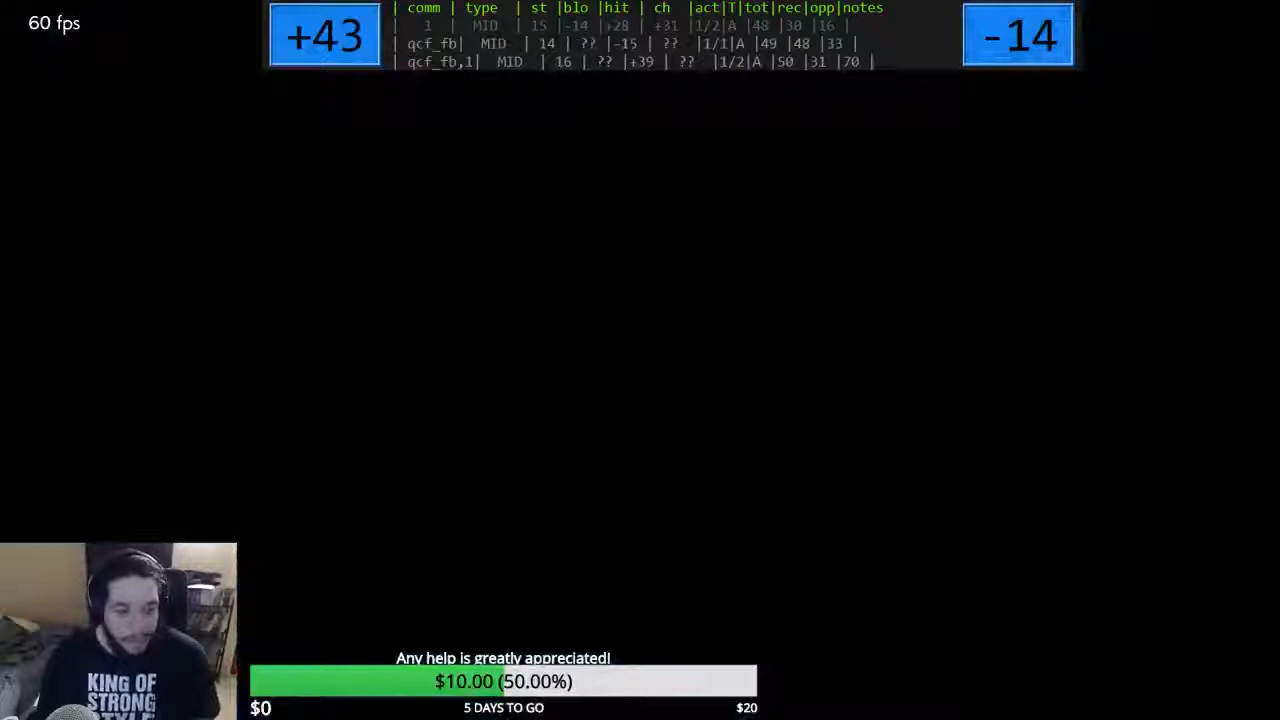 60 fps
+43
| comm | type | st |blo |hit | ch |act|T|tot|rec|opp|notes
| 1 | MID | 15 |-14 |+28 | +31 |1/2|A |48 |30 |16 |
| qcf_fb| MID | 14 | ?? |-15 | ?? |1/1|A |49 |48 |33 |
| qcf_fb,1| MID | 16 | ?? |+39 | ?? |1/2|A |50 |31 |70 |
-14
KING OF
STRONG
STYLE
Any help is greatly appreciated!
$10.00 (50.00%)
$0
5 DAYS TO GO
$20